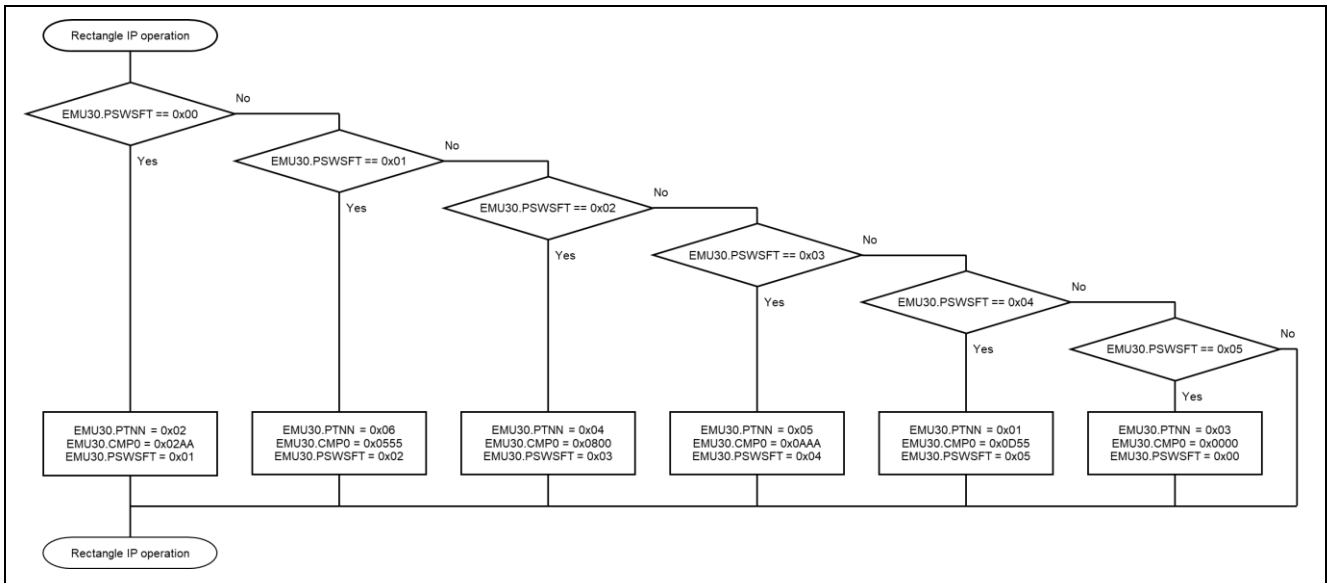 Rectangle IP operation
EMU30.PSWSFT == 0x00
No
Yes
EMU30.PSWSFT == 0x01
No
Yes
EMU30.PSWSFT == 0x02
No
Yes
EMU30.PSWSFT == 0x03
No
Yes
EMU30.PSWSFT == 0x04
No
Yes
EMU30.PSWSFT == 0x05
No
Yes
EMU30.PTNN = 0x02
EMU30.CMP0 = 0x02AA
EMU30.PSWSFT = 0x01
EMU30.PTNN = 0x06
EMU30.CMP0 = 0x0555
EMU30.PSWSFT = 0x02
EMU30.PTNN = 0x04
EMU30.CMP0 = 0x0800
EMU30.PSWSFT = 0x03
EMU30.PTNN = 0x05
EMU30.CMP0 = 0x0AAA
EMU30.PSWSFT = 0x04
EMU30.PTNN = 0x01
EMU30.CMP0 = 0x0D55
EMU30.PSWSFT = 0x05
EMU30.PTNN = 0x03
EMU30.CMP0 = 0x0000
EMU30.PSWSFT = 0x00
Rectangle IP operation